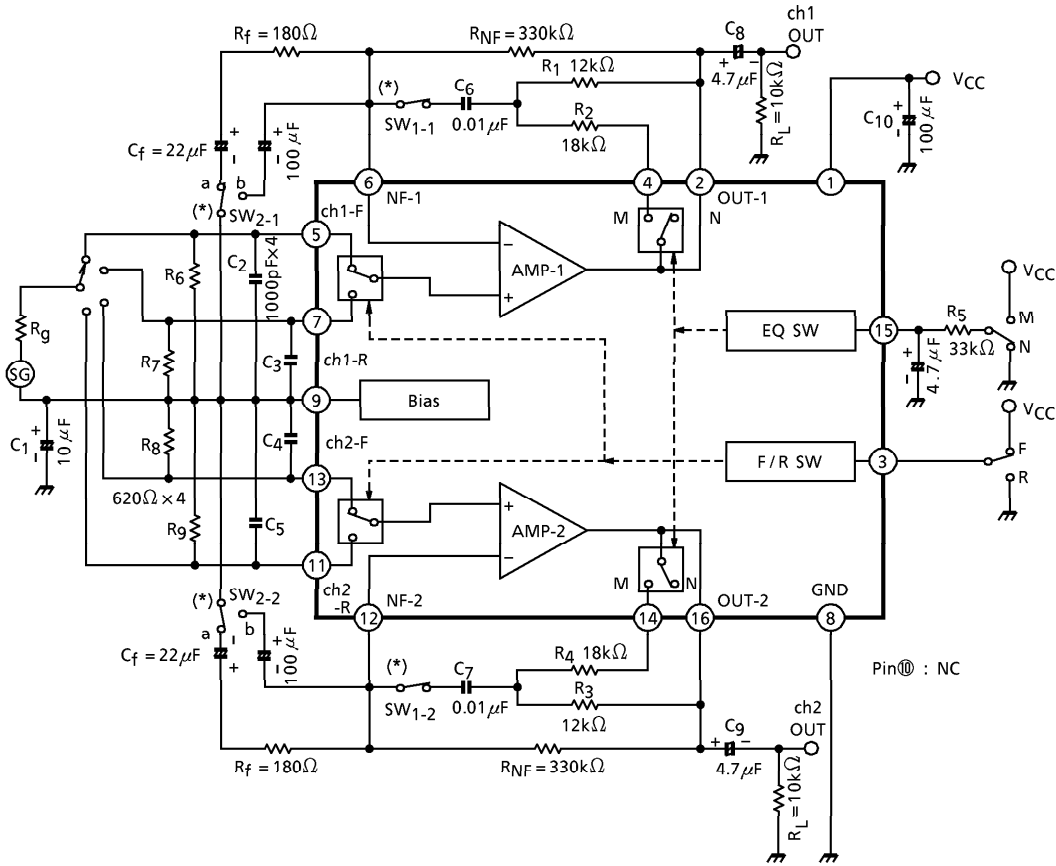 ch1
OUT
Rf = 180Ω
RNF = 330kΩ
C8
+ −
4.7μF
RL = 10kΩ
R1 12kΩ
(*)
SW1-1
C6
0.01μF
R2
18kΩ
VCC
C10
+
-
100μF
Cf = 22μF
+
-
+
-
100μF
a b
(*)
SW2-1
6
NF-1
4
2
OUT-1
1
ch1-F
5
M N
R6
C2
1000pF×4
AMP-1
−
+
VCC
Rg
SG
7
ch1-R
R7
C3
EQ SW
15
R5
33kΩ
M
N
+
-
4.7μF
9
Bias
VCC
C1
+
-
10μF
R8
C4
ch2-F
13
F/R SW
3
F
R
620Ω×4
R9
C5
AMP-2
+
−
11
ch2
-R
M N
(*)
SW2-2
a b
12
NF-2
14
16
OUT-2
GND
8
Cf = 22μF
-
+
+
-
100μF
(*)
SW1-2
C7
0.01μF
R4 18kΩ
R3
12kΩ
Pin⑩ : NC
ch2
OUT
C9
+ −
4.7μF
Rf = 180Ω
RNF = 330kΩ
RL = 10kΩ